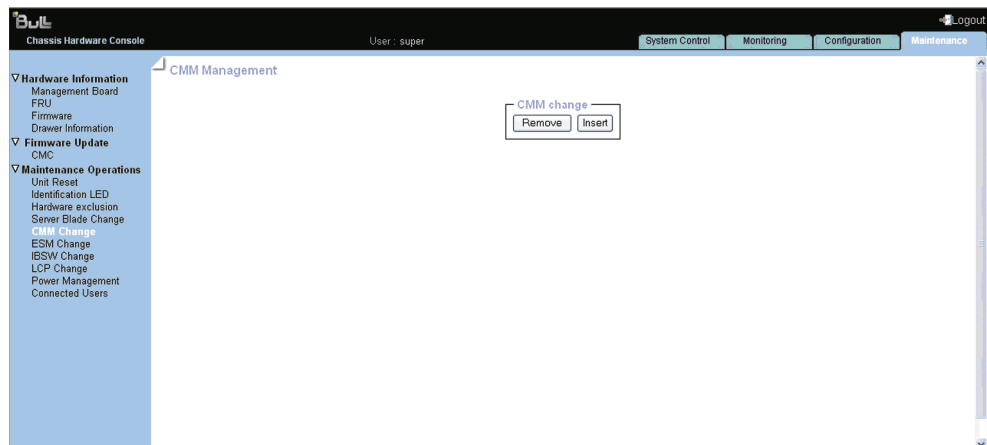 Bull
Logout
Chassis Hardware Console
User : super
System Control
Monitoring
Configuration
Maintenance
Hardware Information
Management Board
FRU
Firmware
Drawer Information
Firmware Update
CMC
Maintenance Operations
Unit Reset
Identification LED
Hardware exclusion
Server Blade Change
CMM Change
ESM Change
IBSW Change
LCP Change
Power Management
Connected Users
CMM Management
CMM change
Remove
Insert